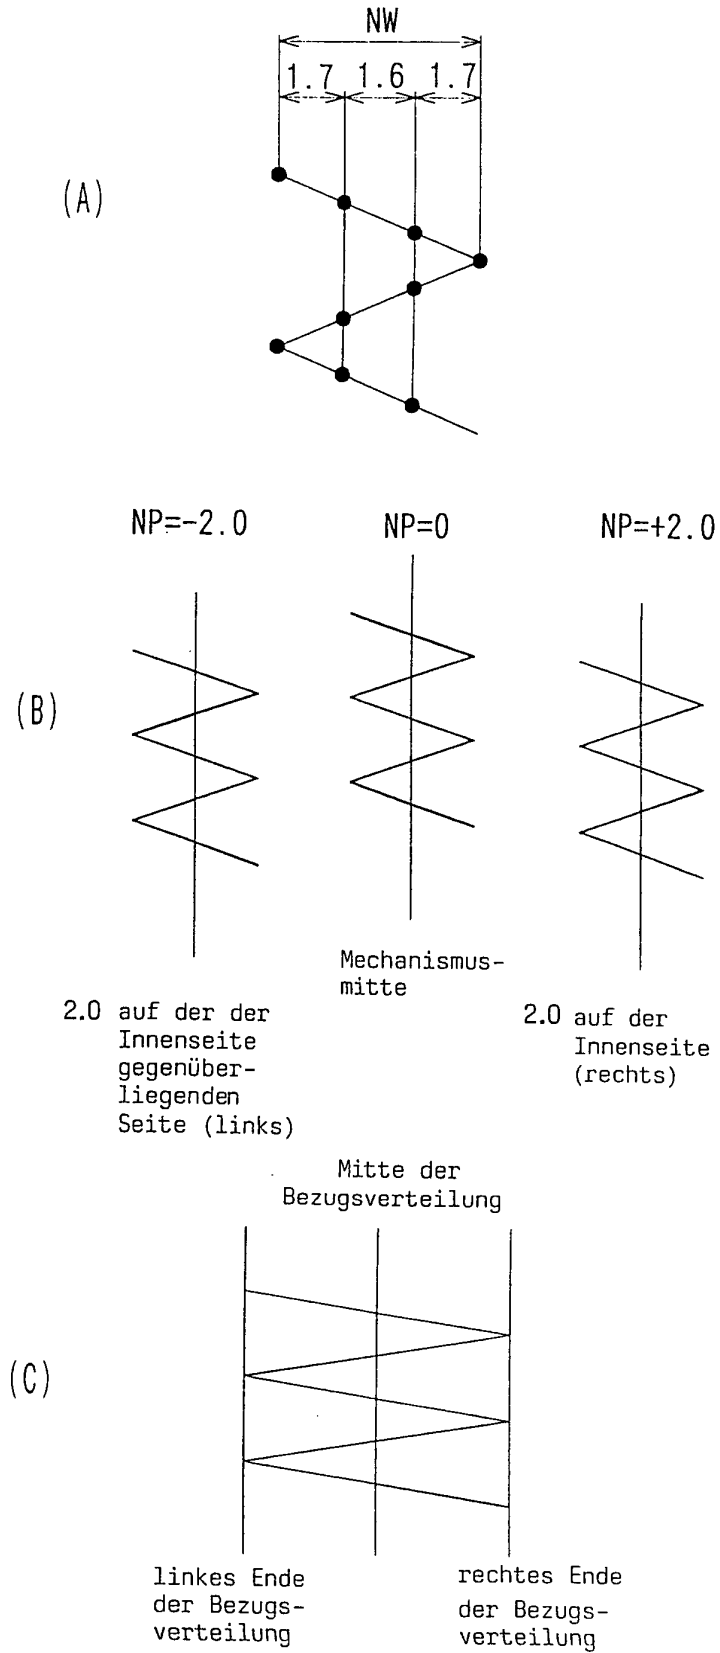 NW
1.7 1.6 1.7
(A)
NP=-2.0 NP=0 NP=+2.0
(B)
Mechanismus-
mitte
2.0 auf der der
Innenseite
gegenüber-
liegenden
Seite (links)
2.0 auf der
Innenseite
(rechts)
Mitte der
Bezugsverteilung
(C)
linkes Ende
der Bezugs-
verteilung
rechtes Ende
der Bezugs-
verteilung